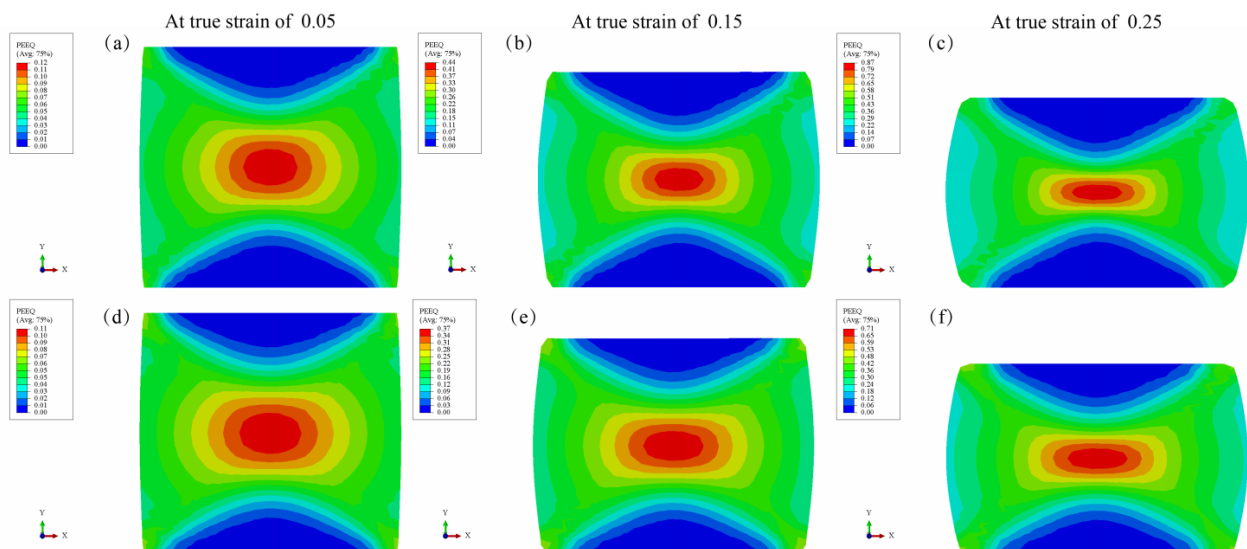 At true strain of 0.05
At true strain of 0.15
At true strain of 0.25
(a)
PEEQ
(Avg: 75%)
0.12
0.11
0.10
0.09
0.08
0.07
0.06
0.05
0.04
0.03
0.02
0.01
0.00
Y
X
(b)
PEEQ
(Avg: 75%)
0.44
0.41
0.37
0.33
0.30
0.26
0.22
0.18
0.15
0.11
0.07
0.04
0.00
Y
X
(c)
PEEQ
(Avg: 75%)
0.87
0.79
0.72
0.65
0.58
0.51
0.43
0.36
0.29
0.22
0.14
0.07
0.00
Y
X
(d)
PEEQ
(Avg: 75%)
0.11
0.10
0.09
0.08
0.07
0.06
0.05
0.05
0.04
0.03
0.02
0.01
0.00
Y
X
(e)
PEEQ
(Avg: 75%)
0.37
0.34
0.31
0.28
0.25
0.22
0.19
0.16
0.12
0.09
0.06
0.03
0.00
Y
X
(f)
PEEQ
(Avg: 75%)
0.71
0.65
0.59
0.53
0.48
0.42
0.36
0.30
0.24
0.18
0.12
0.06
0.00
Y
X